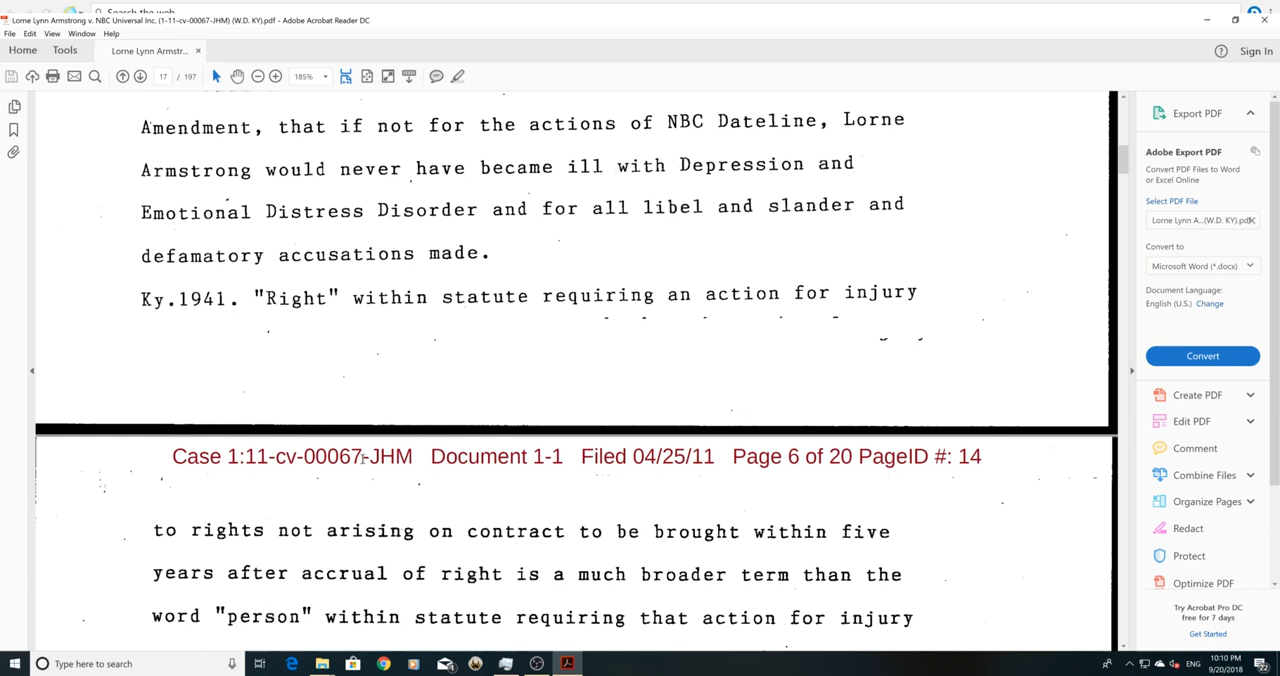 Search the web
Lorne Lynn Armstrong v. NBC Universal Inc. (1-11-cv-00067-JHM) (W.D. KY).pdf - Adobe Acrobat Reader DC
File Edit View Window Help
Home Tools Lorne Lynn Armstr... × Sign In
17 / 197 185%
Amendment, that if not for the actions of NBC Dateline, Lorne
Armstrong would never have became ill with Depression and
Emotional Distress Disorder and for all libel and slander and
defamatory accusations made.
Ky.1941. "Right" within statute requiring an action for injury
Case 1:11-cv-00067-JHM Document 1-1 Filed 04/25/11 Page 6 of 20 PageID #: 14
to rights not arising on contract to be brought within five
years after accrual of right is a much broader term than the
word "person" within statute requiring that action for injury
Export PDF
Adobe Export PDF
Convert PDF Files to Word
or Excel Online
Select PDF File
Lorne Lynn A...(W.D. KY).pdf
Convert to
Microsoft Word (*.docx)
Document Language:
English (U.S.) Change
Convert
Create PDF
Edit PDF
Comment
Combine Files
Organize Pages
Redact
Protect
Optimize PDF
Try Acrobat Pro DC
free for 7 days
Get Started
Type here to search
ENG
10:10 PM
9/20/2018
22